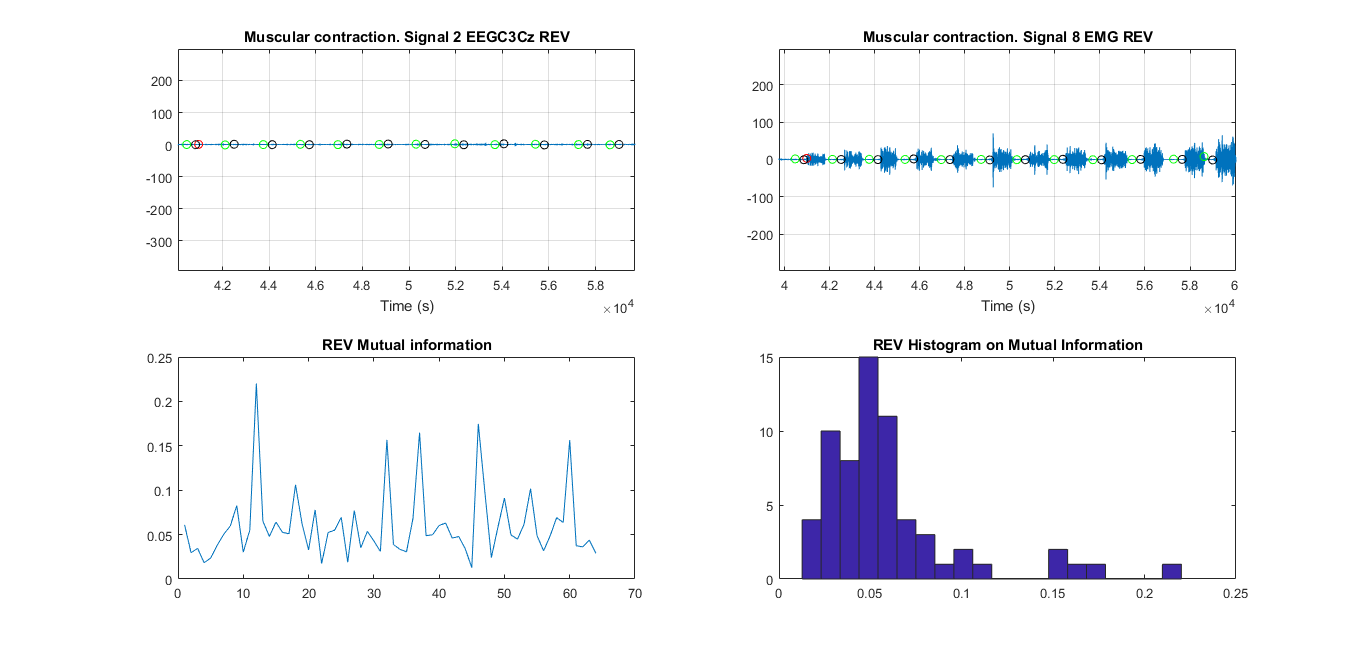 Muscular contraction. Signal 2 EEGC3Cz REV
200
100
0
-100
-200
-300
4.2 4.4 4.6 4.8 5 5.2 5.4 5.6 5.8
Time (s)
×10^4
Muscular contraction. Signal 8 EMG REV
200
100
0
-100
-200
4 4.2 4.4 4.6 4.8 5 5.2 5.4 5.6 5.8 6
Time (s)
×10^4
REV Mutual information
0.25
0.2
0.15
0.1
0.05
0
0 10 20 30 40 50 60 70
REV Histogram on Mutual Information
15
10
5
0
0 0.05 0.1 0.15 0.2 0.25